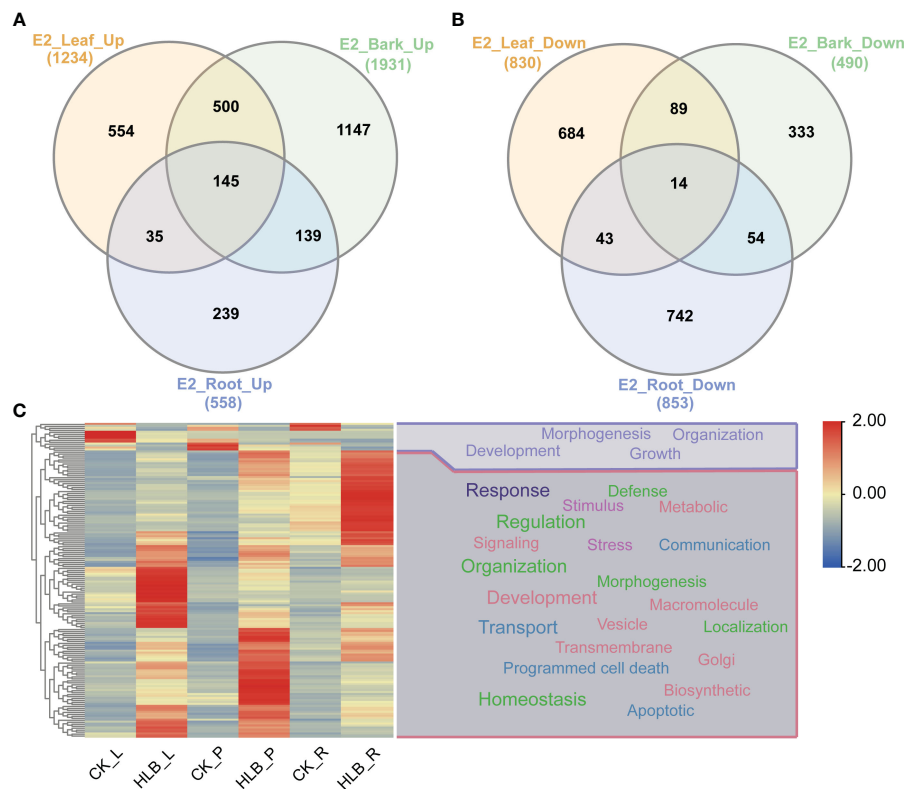 A
B
E2_Leaf_Up
(1234)
E2_Bark_Up
(1931)
E2_Leaf_Down
(830)
E2_Bark_Down
(490)
554
500
1147
145
35
139
239
E2_Root_Up
(558)
684
89
333
14
43
54
742
E2_Root_Down
(853)
C
Morphogenesis
Organization
Development
Growth
Response
Defense
Stimulus
Metabolic
Regulation
Signaling
Stress
Communication
Organization
Morphogenesis
Development
Macromolecule
Transport
Vesicle
Localization
Transmembrane
Programmed cell death
Golgi
Homeostasis
Biosynthetic
Apoptotic
2.00
0.00
-2.00
CK_L
HLB_L
CK_P
HLB_P
CK_R
HLB_R